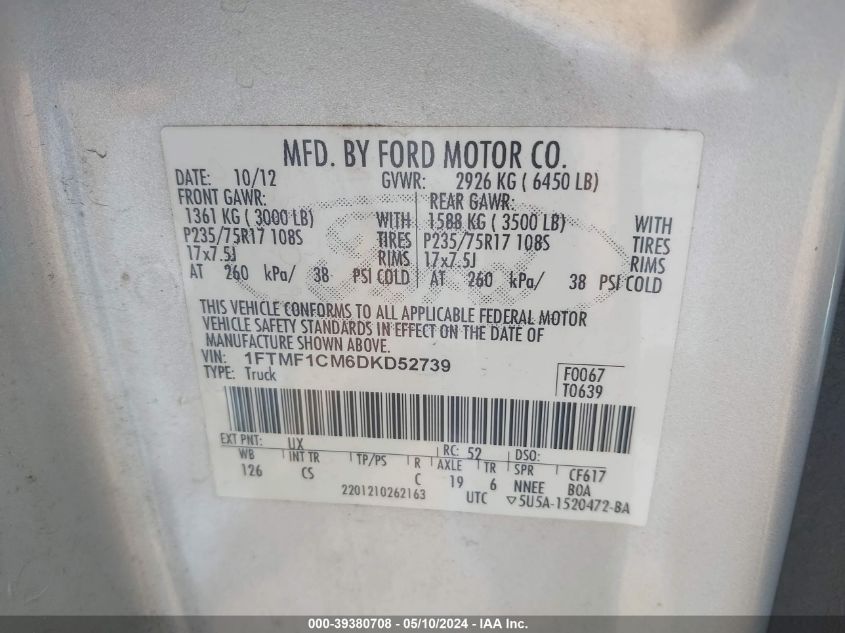 MFD. BY FORD MOTOR CO.
DATE: 10/12 GVWR: 2926 KG ( 6450 LB)
FRONT GAWR: REAR GAWR:
1361 KG ( 3000 LB) WITH 1588 KG ( 3500 LB) WITH
P235/75R17 108S TIRES P235/75R17 108S TIRES
17x7.5J RIMS 17x7.5J RIMS
AT 260 kPa/ 38 PSI COLD AT 260 kPa/ 38 PSI COLD
THIS VEHICLE CONFORMS TO ALL APPLICABLE FEDERAL MOTOR
VEHICLE SAFETY STANDARDS IN EFFECT ON THE DATE OF
MANUFACTURE SHOWN ABOVE.
VIN: 1FTMF1CM6DKD52739 F0067
TYPE: Truck T0639
EXT PNT: UX RC: 52 DSO:
WB INT TR TP/PS R AXLE TR SPR CF617
126 CS C 19 6 NNEE BOA
2201210262163 UTC ▽5U5A-1520472-BA
000-39380708 - 05/10/2024 - IAA Inc.